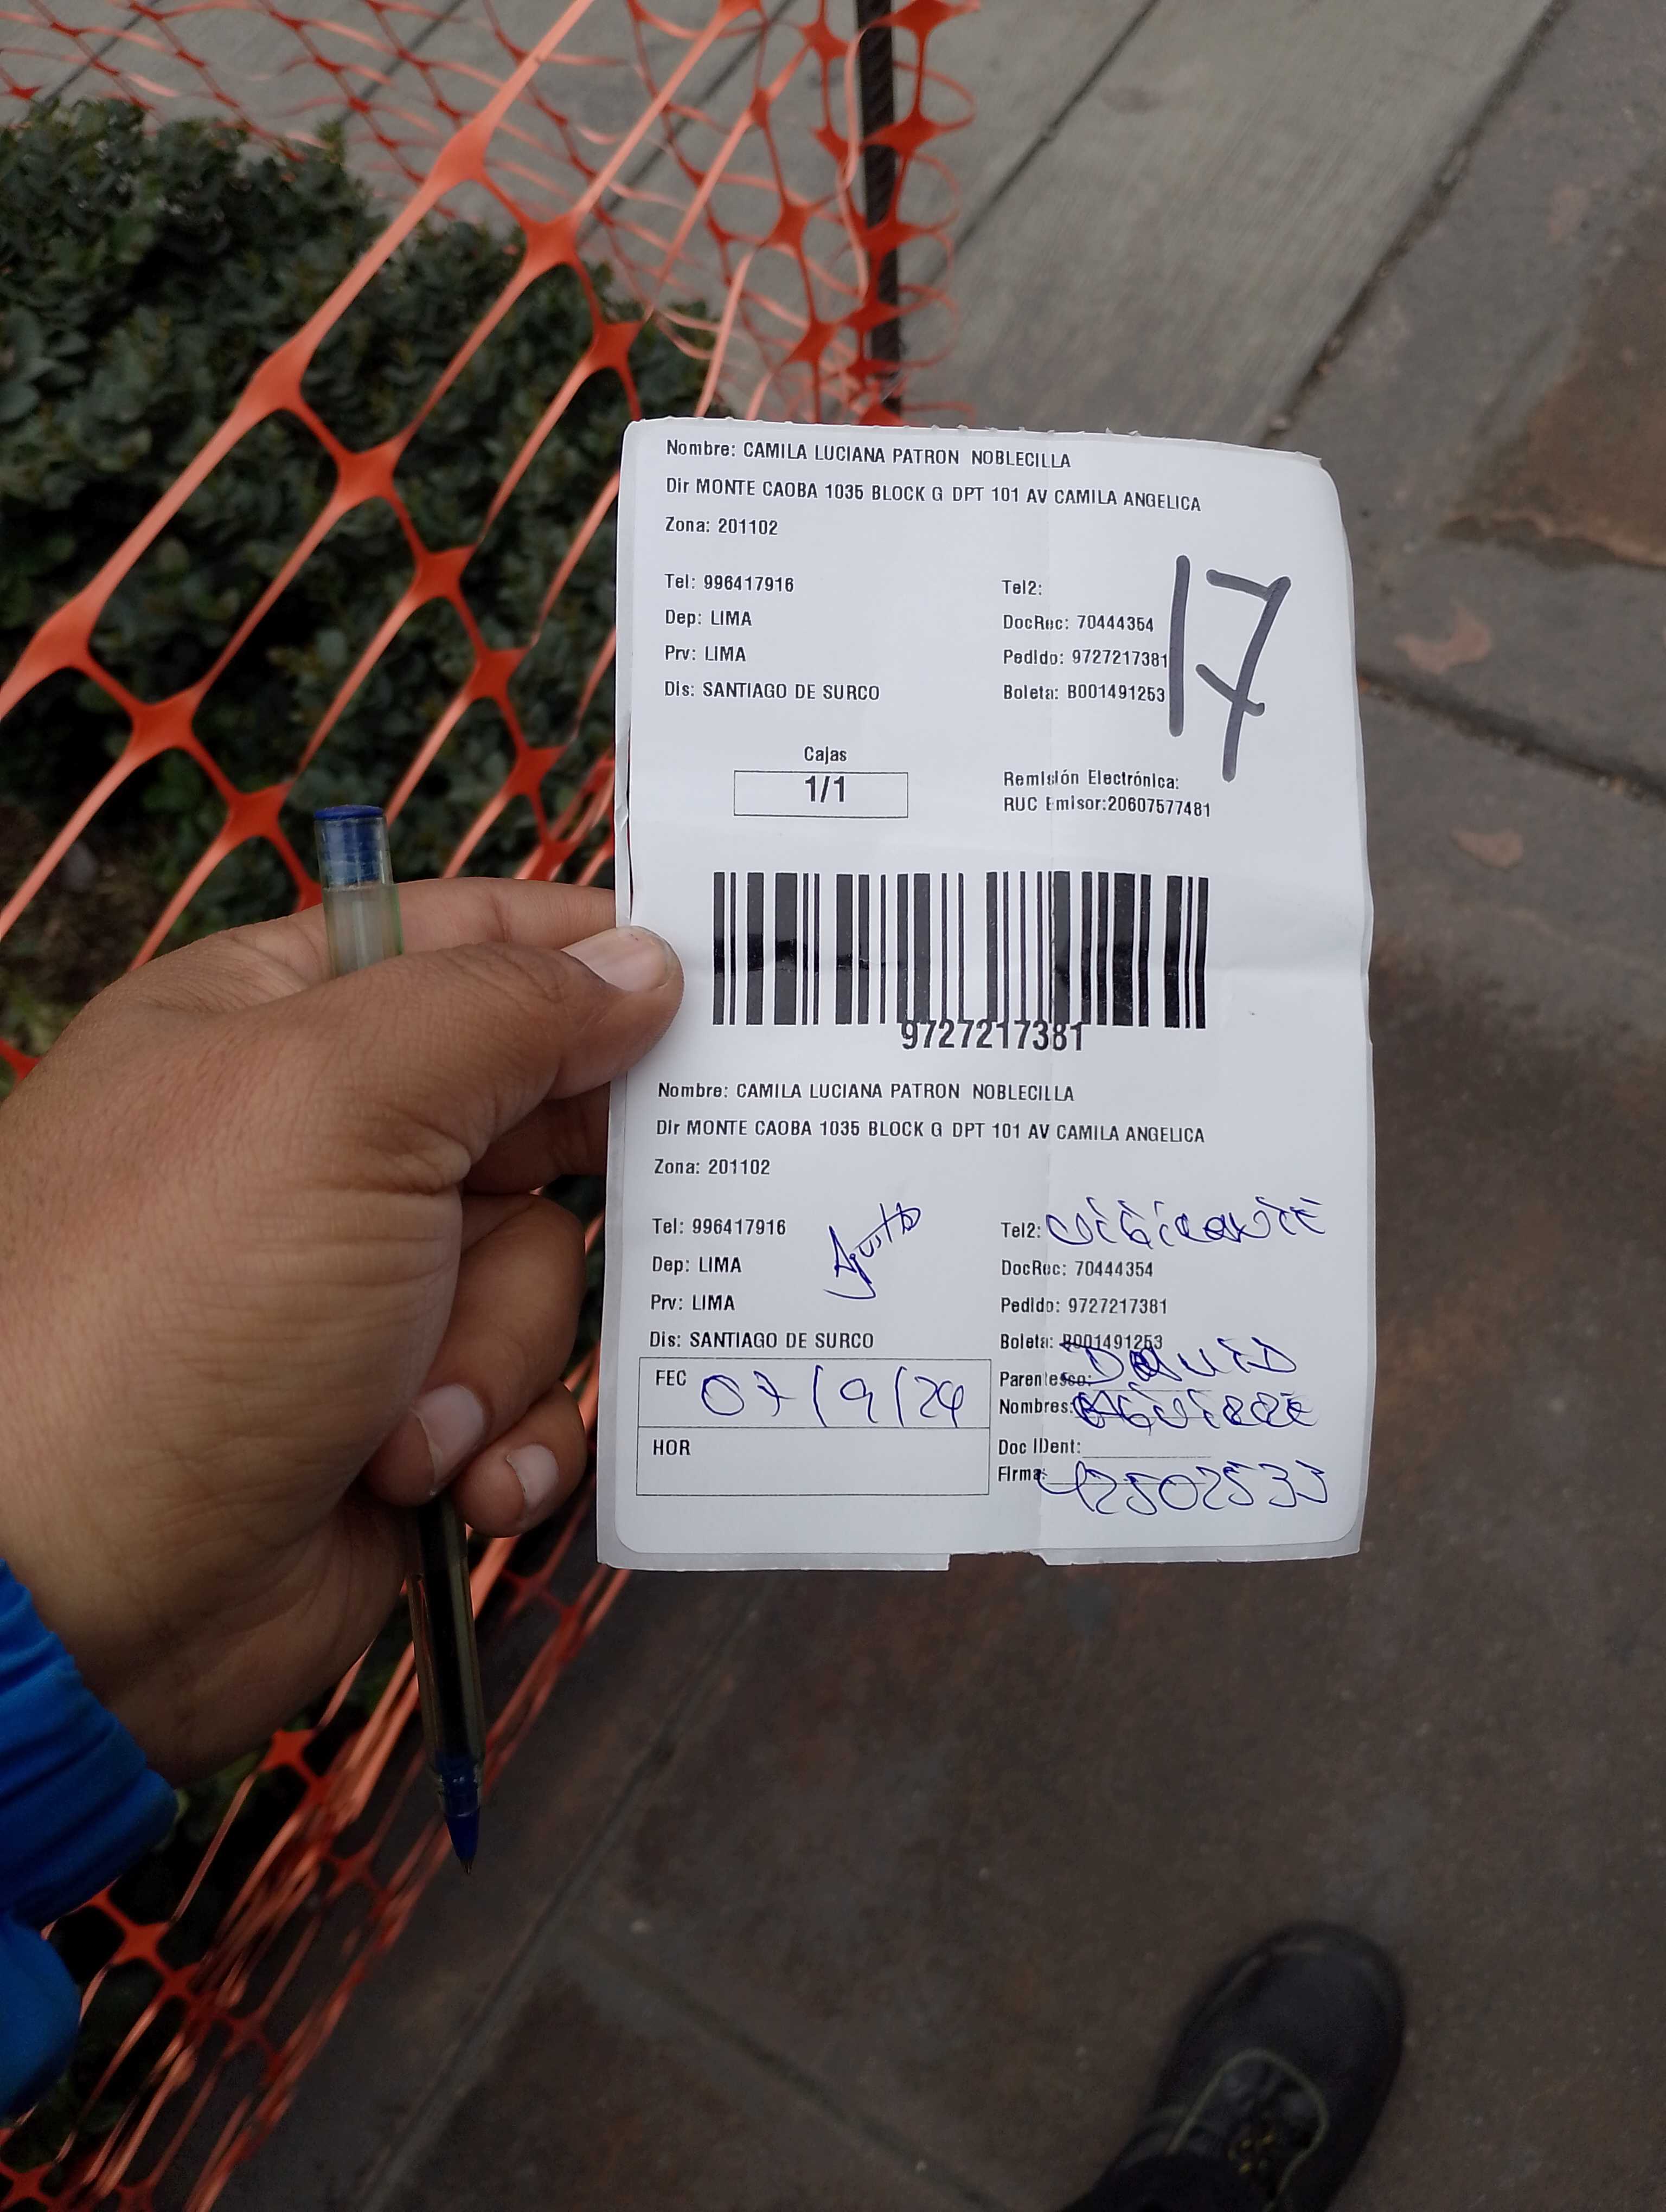 Nombre: CAMILA LUCIANA PATRON NOBLECILLA
Dir MONTE CAOBA 1035 BLOCK G DPT 101 AV CAMILA ANGELICA
Zona: 201102
Tel: 996417916 Tel2:
17
Dep: LIMA DocRec: 70444354
Prv: LIMA Pedido: 9727217381
Dis: SANTIAGO DE SURCO Boleta: B001491253
Cajas
1/1
Remisión Electrónica:
RUC Emisor:20607577481
9727217381
Nombre: CAMILA LUCIANA PATRON NOBLECILLA
Dir MONTE CAOBA 1035 BLOCK G DPT 101 AV CAMILA ANGELICA
Zona: 201102
Tel: 996417916 Tel2: VIGILANTE
Dep: LIMA DocRec: 70444354
Prv: LIMA Pedido: 9727217381
Dis: SANTIAGO DE SURCO Boleta: B001491253
FEC 07/9/24 Parentesco: DAVID
Nombres: AGUIRRE
HOR Doc IDent:
Firma: 42502533